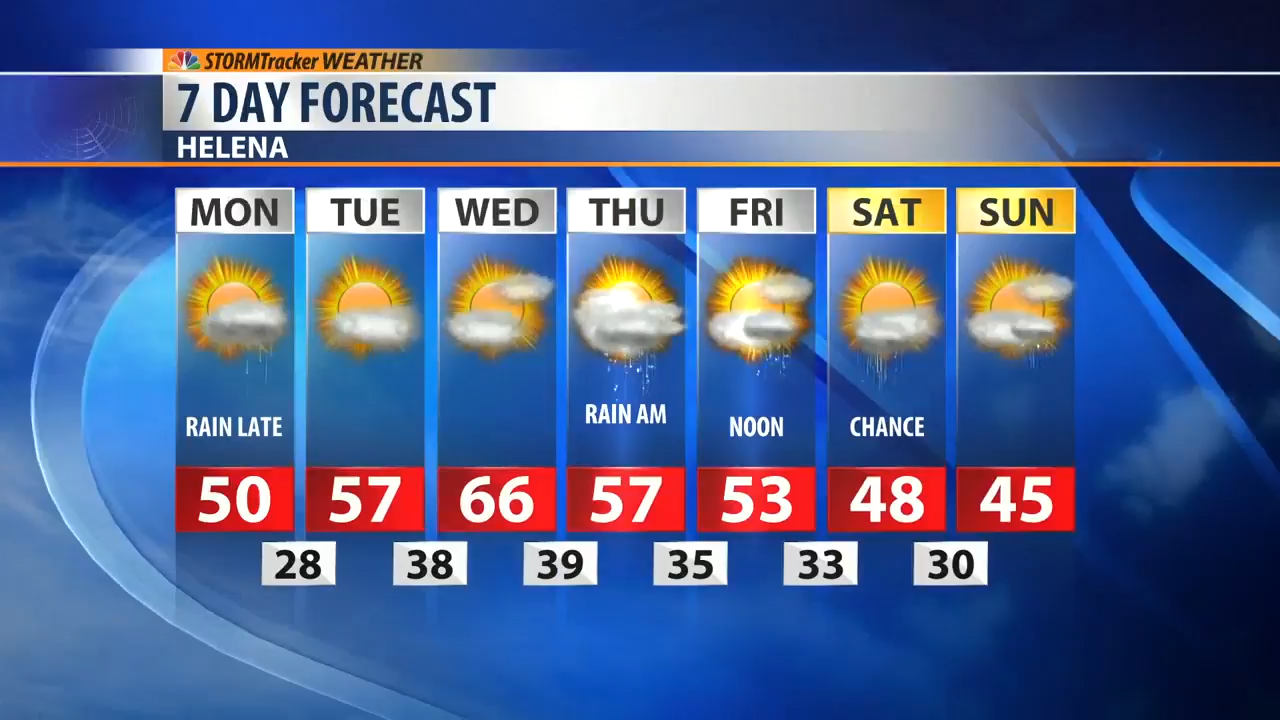 STORMTracker WEATHER
7 DAY FORECAST
HELENA
MON TUE WED THU FRI SAT SUN
RAIN LATE RAIN AM NOON CHANCE
50 57 66 57 53 48 45
28 38 39 35 33 30